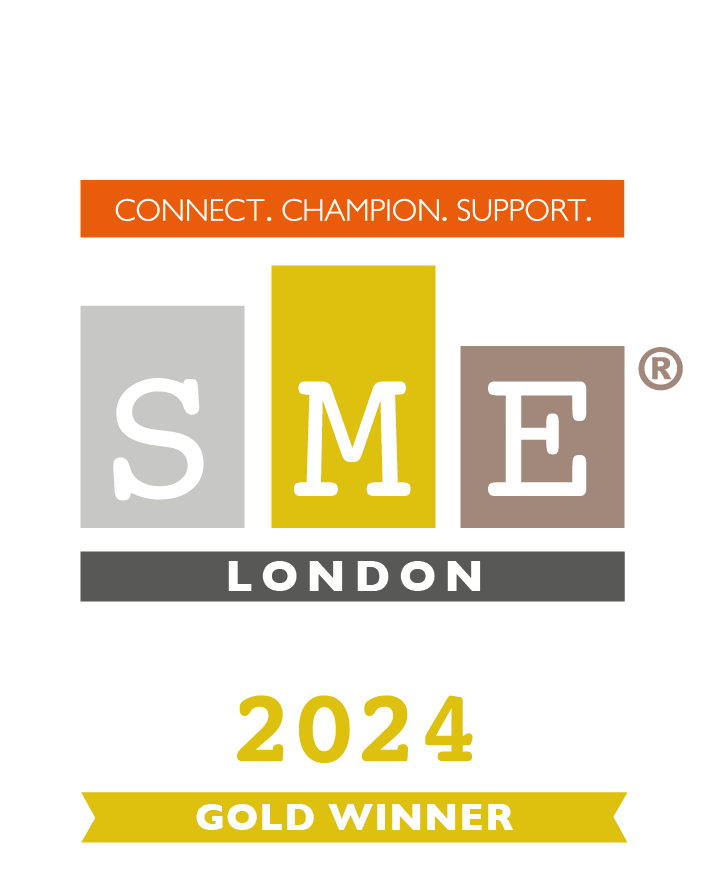 CONNECT. CHAMPION. SUPPORT.
SME®
LONDON
2024
GOLD WINNER